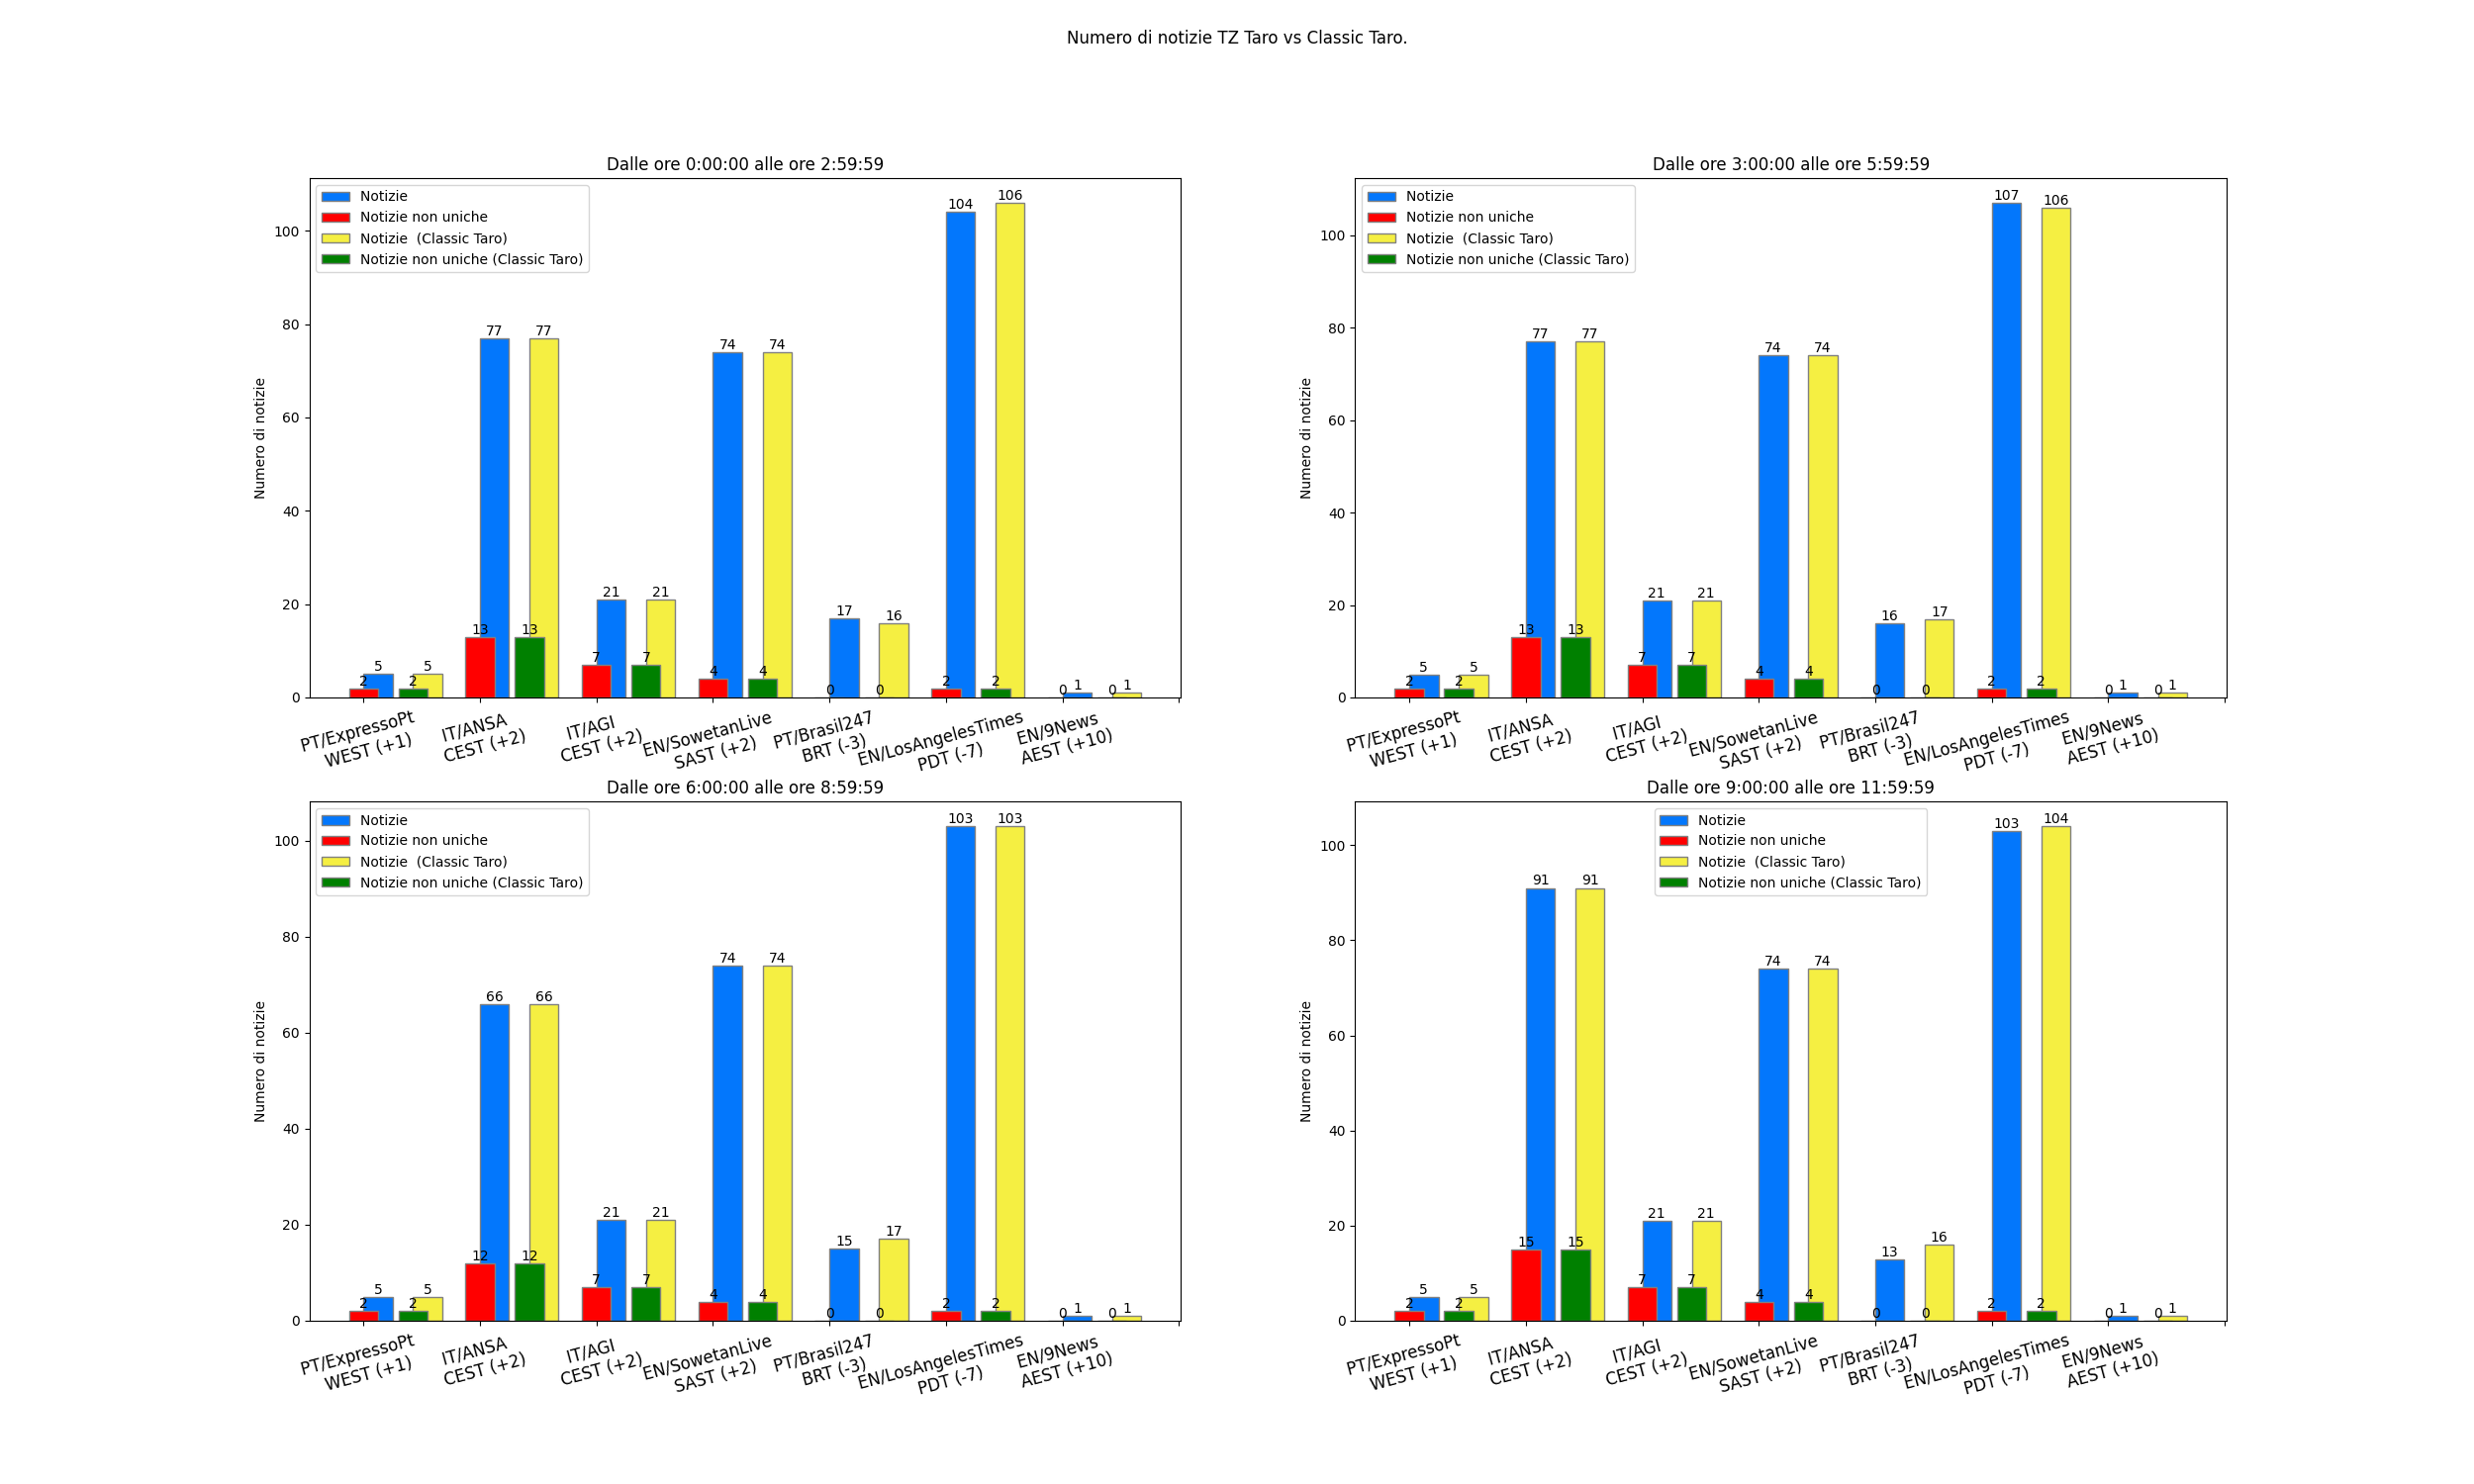 Numero di notizie TZ Taro vs Classic Taro.
Dalle ore 0:00:00 alle ore 2:59:59
Notizie
Notizie non uniche
Notizie  (Classic Taro)
Notizie non uniche (Classic Taro)
Numero di notizie
100
80
60
40
20
0
2 5 2 5
13 77 13 77
7 21 7 21
4 74 4 74
0 17 0 16
2 104 2 106
0 1 0 1
PT/ExpressoPt
WEST (+1)
IT/ANSA
CEST (+2)
IT/AGI
CEST (+2)
EN/SowetanLive
SAST (+2)
PT/Brasil247
BRT (-3)
EN/LosAngelesTimes
PDT (-7)
EN/9News
AEST (+10)
Dalle ore 3:00:00 alle ore 5:59:59
Notizie
Notizie non uniche
Notizie  (Classic Taro)
Notizie non uniche (Classic Taro)
Numero di notizie
100
80
60
40
20
0
2 5 2 5
13 77 13 77
7 21 7 21
4 74 4 74
0 16 0 17
2 107 2 106
0 1 0 1
PT/ExpressoPt
WEST (+1)
IT/ANSA
CEST (+2)
IT/AGI
CEST (+2)
EN/SowetanLive
SAST (+2)
PT/Brasil247
BRT (-3)
EN/LosAngelesTimes
PDT (-7)
EN/9News
AEST (+10)
Dalle ore 6:00:00 alle ore 8:59:59
Notizie
Notizie non uniche
Notizie  (Classic Taro)
Notizie non uniche (Classic Taro)
Numero di notizie
100
80
60
40
20
0
2 5 2 5
12 66 12 66
7 21 7 21
4 74 4 74
0 15 0 17
2 103 2 103
0 1 0 1
PT/ExpressoPt
WEST (+1)
IT/ANSA
CEST (+2)
IT/AGI
CEST (+2)
EN/SowetanLive
SAST (+2)
PT/Brasil247
BRT (-3)
EN/LosAngelesTimes
PDT (-7)
EN/9News
AEST (+10)
Dalle ore 9:00:00 alle ore 11:59:59
Notizie
Notizie non uniche
Notizie  (Classic Taro)
Notizie non uniche (Classic Taro)
Numero di notizie
100
80
60
40
20
0
2 5 2 5
15 91 15 91
7 21 7 21
4 74 4 74
0 13 0 16
2 103 2 104
0 1 0 1
PT/ExpressoPt
WEST (+1)
IT/ANSA
CEST (+2)
IT/AGI
CEST (+2)
EN/SowetanLive
SAST (+2)
PT/Brasil247
BRT (-3)
EN/LosAngelesTimes
PDT (-7)
EN/9News
AEST (+10)